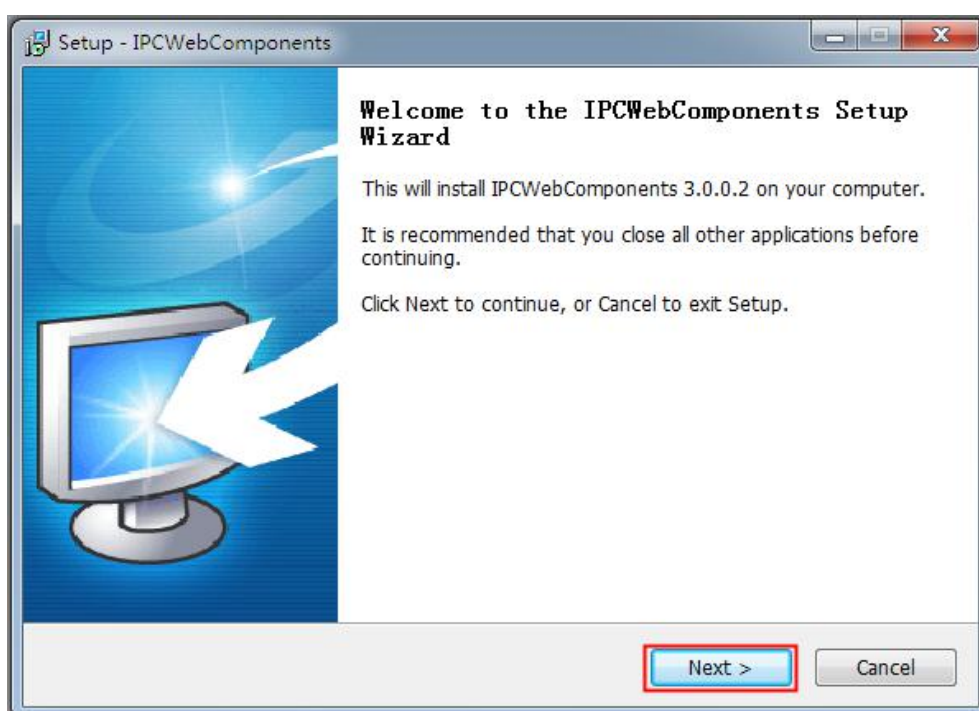 Setup - IPCWebComponents
Welcome to the IPCWebComponents Setup
Wizard
This will install IPCWebComponents 3.0.0.2 on your computer.
It is recommended that you close all other applications before
continuing.
Click Next to continue, or Cancel to exit Setup.
Next >
Cancel